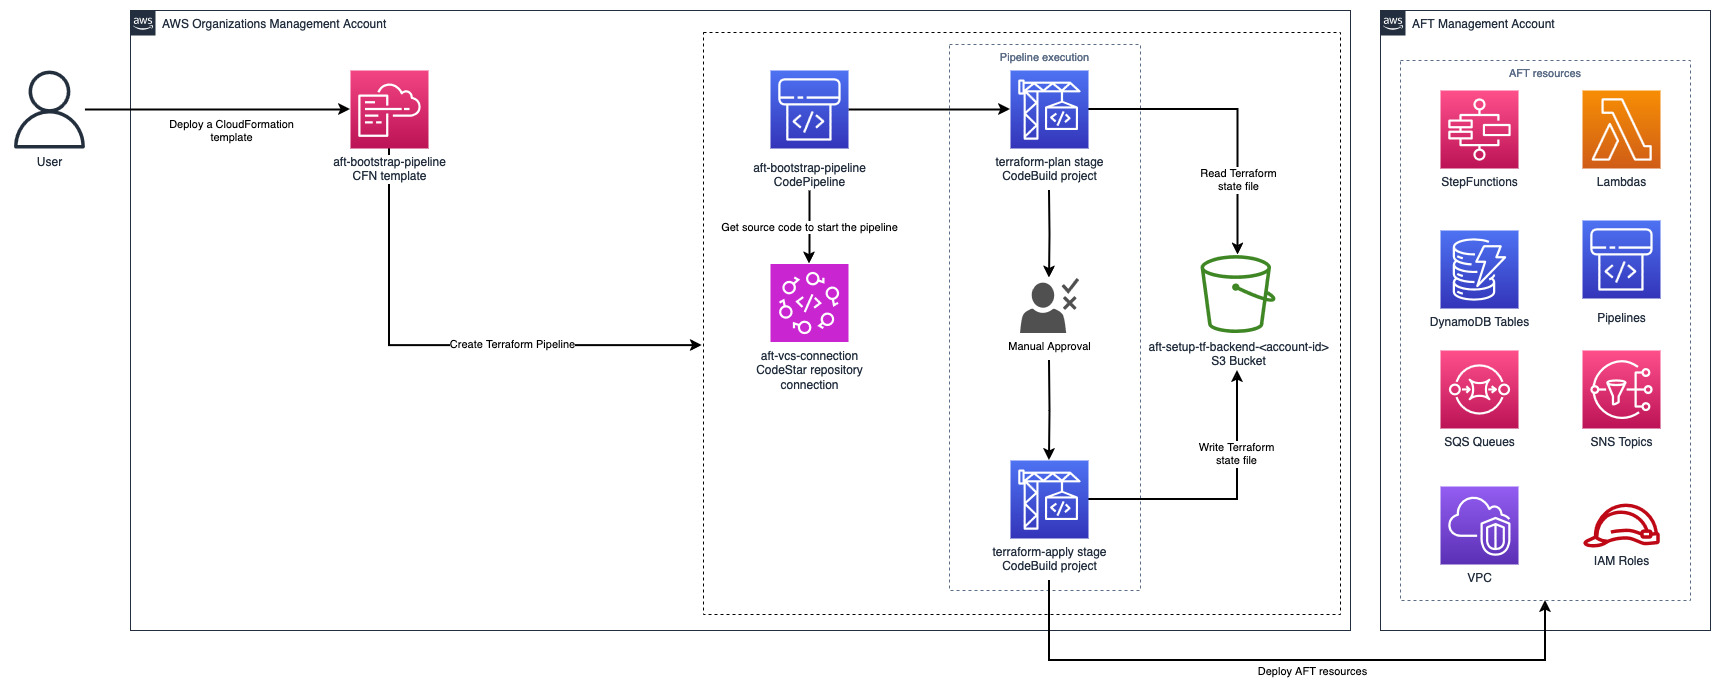 aws
AWS Organizations Management Account
aws
AFT Management Account
Pipeline execution
AFT resources
Deploy a CloudFormation
template
User
aft-bootstrap-pipeline
CFN template
aft-bootstrap-pipeline
CodePipeline
terraform-plan stage
CodeBuild project
Read Terraform
state file
StepFunctions
Lambdas
Get source code to start the pipeline
DynamoDB Tables
Pipelines
Create Terraform Pipeline
Manual Approval
aft-setup-tf-backend-<account-id>
S3 Bucket
aft-vcs-connection
CodeStar repository
connection
SQS Queues
SNS Topics
Write Terraform
state file
terraform-apply stage
CodeBuild project
VPC
IAM Roles
Deploy AFT resources